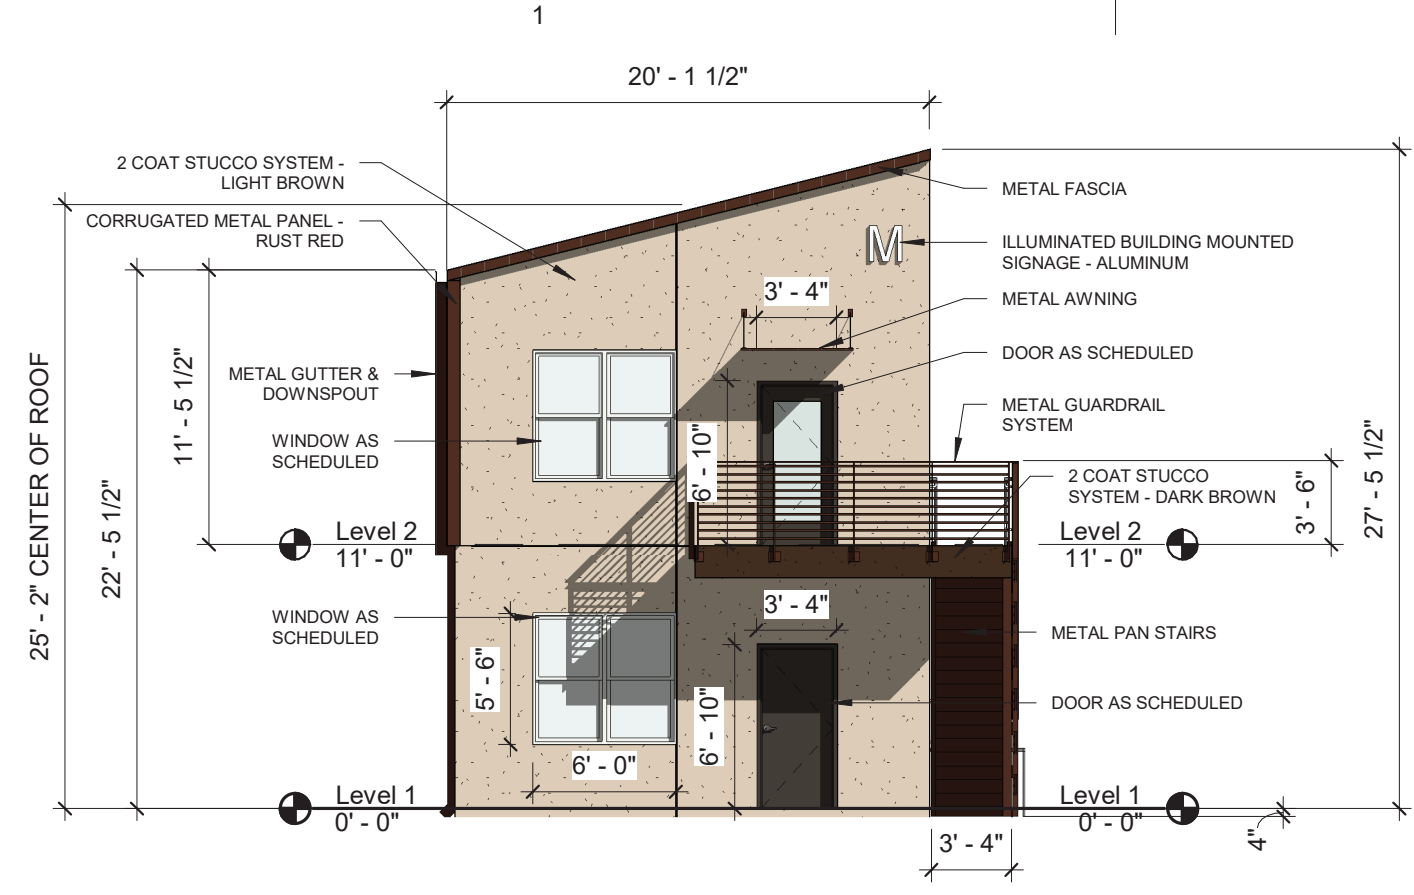 1
20' - 1 1/2"
2 COAT STUCCO SYSTEM -
LIGHT BROWN
CORRUGATED METAL PANEL -
RUST RED
METAL GUTTER &
DOWNSPOUT
WINDOW AS
SCHEDULED
WINDOW AS
SCHEDULED
25' - 2" CENTER OF ROOF
22' - 5 1/2"
11' - 5 1/2"
Level 2
11' - 0"
Level 1
0' - 0"
M
3' - 4"
6' - 10"
3' - 4"
6' - 10"
5' - 6"
6' - 0"
METAL FASCIA
ILLUMINATED BUILDING MOUNTED
SIGNAGE - ALUMINUM
METAL AWNING
DOOR AS SCHEDULED
METAL GUARDRAIL
SYSTEM
2 COAT STUCCO
SYSTEM - DARK BROWN
Level 2
11' - 0"
METAL PAN STAIRS
DOOR AS SCHEDULED
Level 1
0' - 0"
3' - 4"
3' - 6"
27' - 5 1/2"
4"